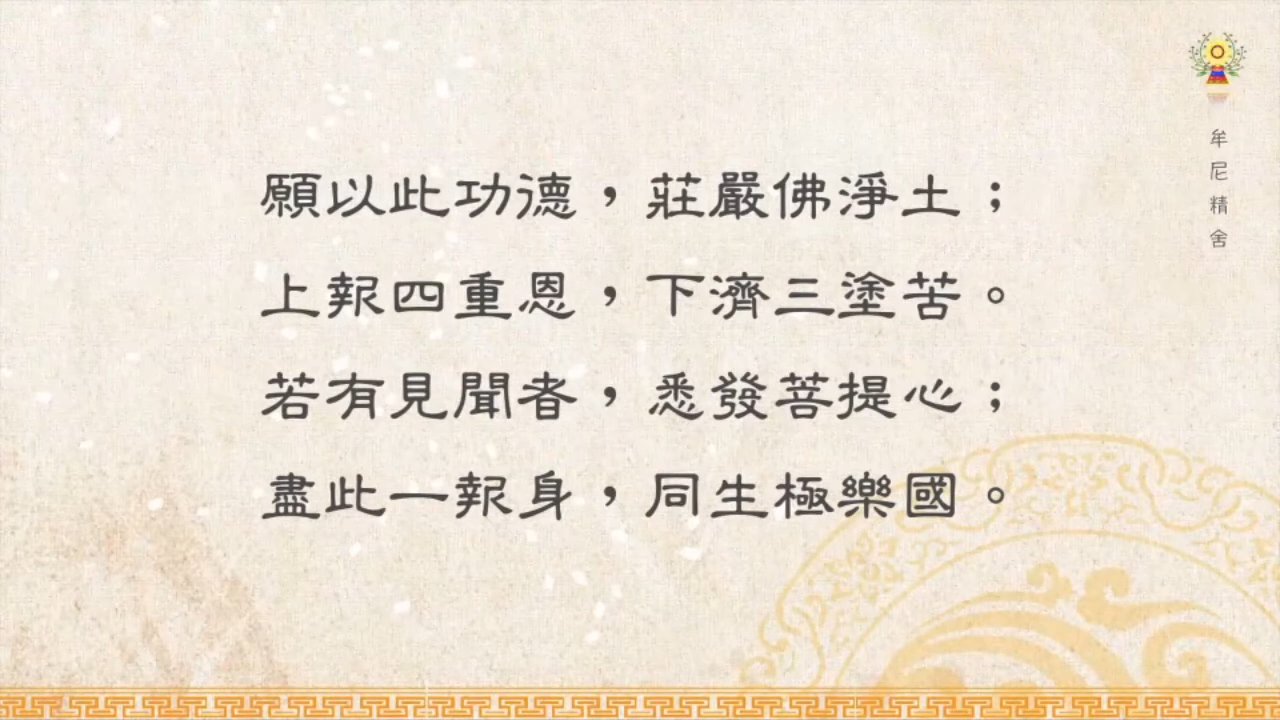 願以此功德，莊嚴佛淨土；
上報四重恩，下濟三塗苦。
若有見聞者，悉發菩提心；
盡此一報身，同生極樂國。
牟尼精舍